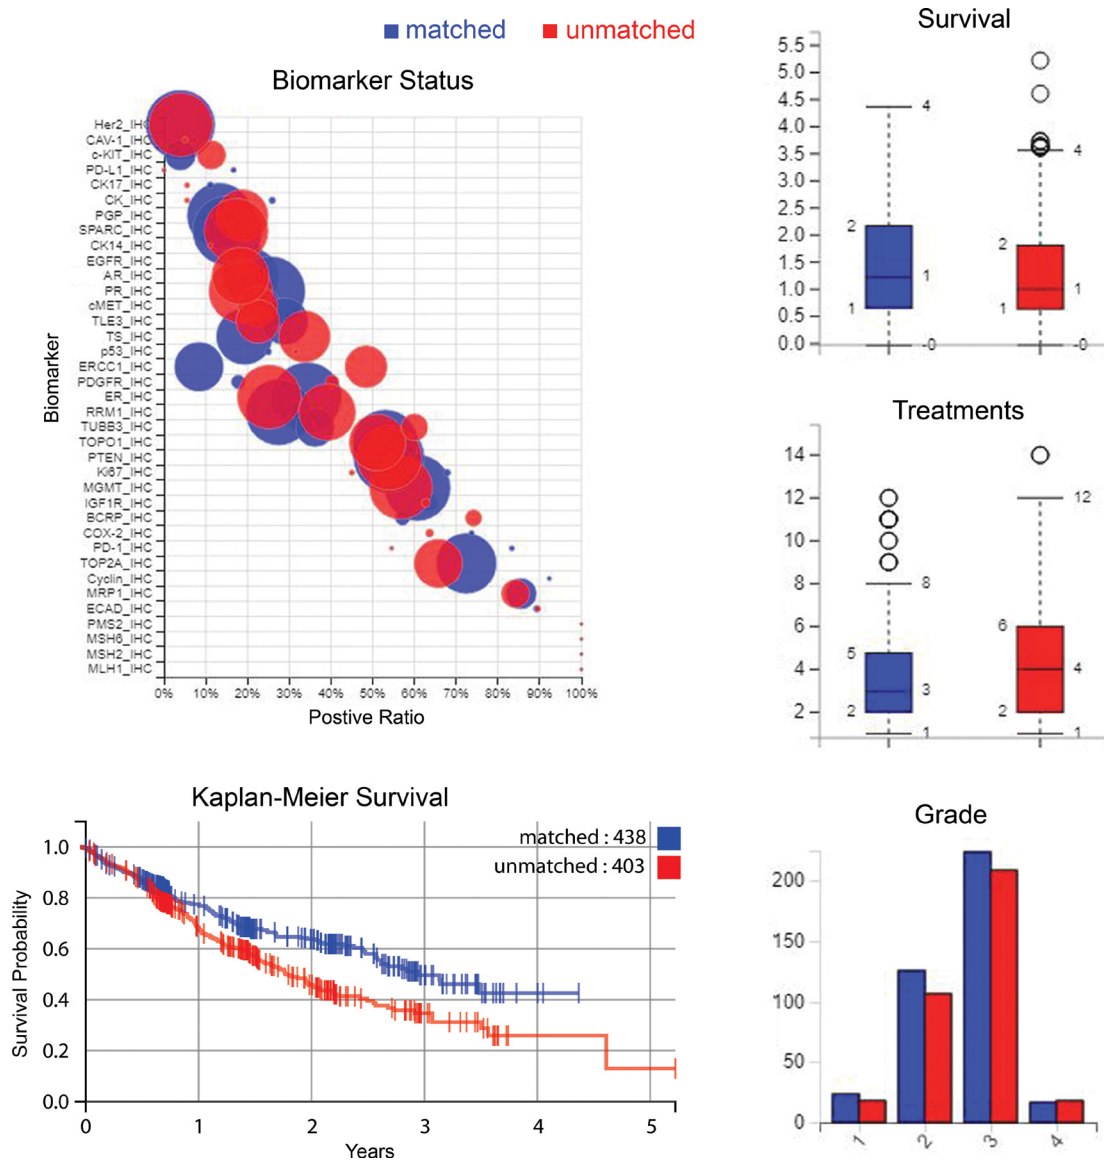 matched unmatched
Biomarker Status
Her2_IHC
CAV-1_IHC
c-KIT_IHC
PD-L1_IHC
CK17_IHC
CK_IHC
PGP_IHC
SPARC_IHC
CK14_IHC
EGFR_IHC
AR_IHC
PR_IHC
cMET_IHC
TLE3_IHC
TS_IHC
p53_IHC
ERCC1_IHC
PDGFR_IHC
ER_IHC
RRM1_IHC
TUBB3_IHC
TOPO1_IHC
PTEN_IHC
Ki67_IHC
MGMT_IHC
IGF1R_IHC
BCRP_IHC
COX-2_IHC
PD-1_IHC
TOP2A_IHC
Cyclin_IHC
MRP1_IHC
ECAD_IHC
PMS2_IHC
MSH6_IHC
MSH2_IHC
MLH1_IHC
0% 10% 20% 30% 40% 50% 60% 70% 80% 90% 100%
Postive Ratio
Biomarker
Survival
5.5
5.0
4.5
4.0
3.5
3.0
2.5
2.0
1.5
1.0
0.5
0.0
4
2
1
1
-0
4
2
1
1
-0
Treatments
14
12
10
8
6
4
2
8
5
3
2
1
12
6
4
2
1
Kaplan-Meier Survival
matched : 438
unmatched : 403
1.0
0.8
0.6
0.4
0.2
0.0
Survival Probability
0 1 2 3 4 5
Years
Grade
200
150
100
50
0
1 2 3 4